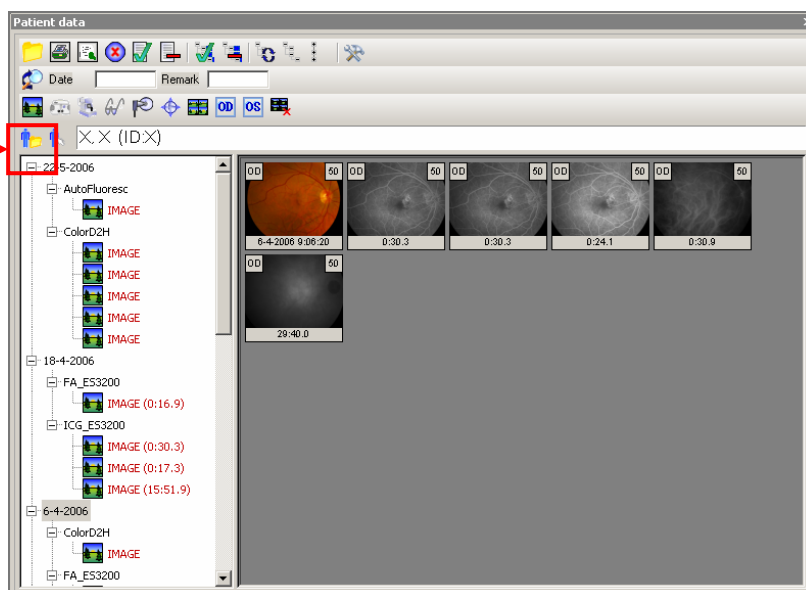 Patient data
Date Remark
OD OS
X, X (ID:X)
22-5-2006
AutoFluoresc
IMAGE
ColorD2H
IMAGE
IMAGE
IMAGE
IMAGE
IMAGE
18-4-2006
FA_ES3200
IMAGE (0:16.9)
ICG_ES3200
IMAGE (0:30.3)
IMAGE (0:17.3)
IMAGE (15:51.9)
6-4-2006
ColorD2H
IMAGE
FA_ES3200
OD 50 OD 50 OD 50 OD 50 OD 50
6-4-2006 9:06:20 0:30.3 0:30.3 0:24.1 0:30.9
OD 50
29:40.0